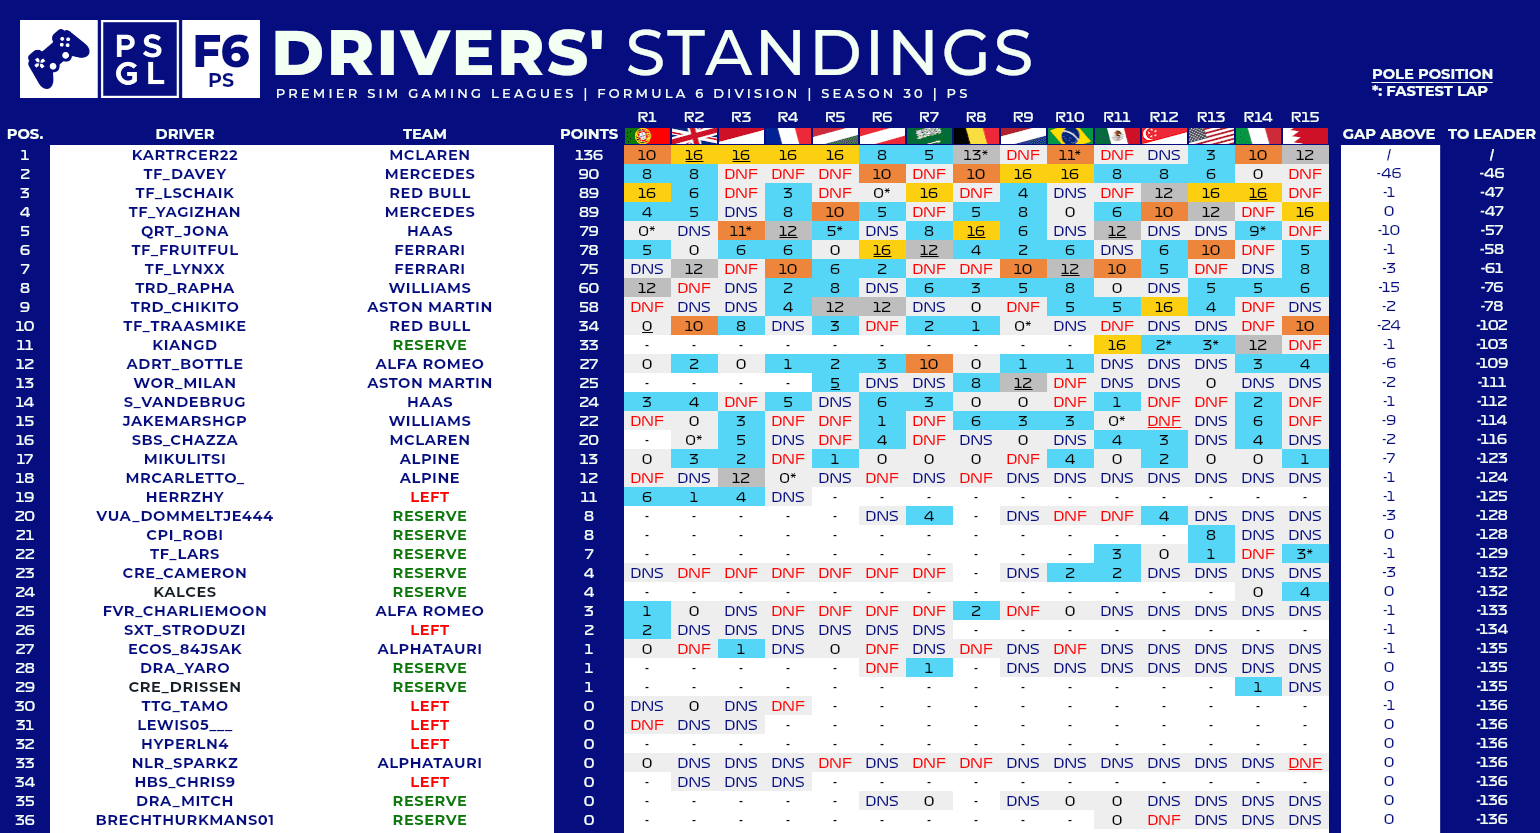 PS
GL
F6
PS
DRIVERS' STANDINGS
PREMIER SIM GAMING LEAGUES | FORMULA 6 DIVISION | SEASON 30 | PS
POLE POSITION
*: FASTEST LAP
R1 R2 R3 R4 R5 R6 R7 R8 R9 R10 R11 R12 R13 R14 R15
POS. DRIVER TEAM POINTS GAP ABOVE TO LEADER
1 KARTRCER22 MCLAREN 136 10 16 16 16 16 8 5 13* DNF 11* DNF DNS 3 10 12 / /
2 TF_DAVEY MERCEDES 90 8 8 DNF DNF DNF 10 DNF 10 16 16 8 8 6 0 DNF -46 -46
3 TF_LSCHAIK RED BULL 89 16 6 DNF 3 DNF 0* 16 DNF 4 DNS DNF 12 16 16 DNF -1 -47
4 TF_YAGIZHAN MERCEDES 89 4 5 DNS 8 10 5 DNF 5 8 0 6 10 12 DNF 16 0 -47
5 QRT_JONA HAAS 79 0* DNS 11* 12 5* DNS 8 16 6 DNS 12 DNS DNS 9* DNF -10 -57
6 TF_FRUITFUL FERRARI 78 5 0 6 6 0 16 12 4 2 6 DNS 6 10 DNF 5 -1 -58
7 TF_LYNXX FERRARI 75 DNS 12 DNF 10 6 2 DNF DNF 10 12 10 5 DNF DNS 8 -3 -61
8 TRD_RAPHA WILLIAMS 60 12 DNF DNS 2 8 DNS 6 3 5 8 0 DNS 5 5 6 -15 -76
9 TRD_CHIKITO ASTON MARTIN 58 DNF DNS DNS 4 12 12 DNS 0 DNF 5 5 16 4 DNF DNS -2 -78
10 TF_TRAASMIKE RED BULL 34 0 10 8 DNS 3 DNF 2 1 0* DNS DNF DNS DNS DNF 10 -24 -102
11 KIANGD RESERVE 33 - - - - - - - - - - 16 2* 3* 12 DNF -1 -103
12 ADRT_BOTTLE ALFA ROMEO 27 0 2 0 1 2 3 10 0 1 1 DNS DNS DNS 3 4 -6 -109
13 WOR_MILAN ASTON MARTIN 25 - - - - 5 DNS DNS 8 12 DNF DNS DNS 0 DNS DNS -2 -111
14 S_VANDEBRUG HAAS 24 3 4 DNF 5 DNS 6 3 0 0 DNF 1 DNF DNF 2 DNF -1 -112
15 JAKEMARSHGP WILLIAMS 22 DNF 0 3 DNF DNF 1 DNF 6 3 3 0* DNF DNS 6 DNF -9 -114
16 SBS_CHAZZA MCLAREN 20 - 0* 5 DNS DNF 4 DNF DNS 0 DNS 4 3 DNS 4 DNS -2 -116
17 MIKULITSI ALPINE 13 0 3 2 DNF 1 0 0 0 DNF 4 0 2 0 0 1 -7 -123
18 MRCARLETTO_ ALPINE 12 DNF DNS 12 0* DNS DNF DNS DNF DNS DNS DNS DNS DNS DNS DNS -1 -124
19 HERRZHY LEFT 11 6 1 4 DNS - - - - - - - - - - - -1 -125
20 VUA_DOMMELTJE444 RESERVE 8 - - - - - DNS 4 - DNS DNF DNF 4 DNS DNS DNS -3 -128
21 CPI_ROBI RESERVE 8 - - - - - - - - - - - - 8 DNS DNS 0 -128
22 TF_LARS RESERVE 7 - - - - - - - - - - 3 0 1 DNF 3* -1 -129
23 CRE_CAMERON RESERVE 4 DNS DNF DNF DNF DNF DNF DNF - DNS 2 2 DNS DNS DNS DNS -3 -132
24 KALCES RESERVE 4 - - - - - - - - - - - - - 0 4 0 -132
25 FVR_CHARLIEMOON ALFA ROMEO 3 1 0 DNS DNF DNF DNF DNF 2 DNF 0 DNS DNS DNS DNS DNS -1 -133
26 SXT_STRODUZI LEFT 2 2 DNS DNS DNS DNS DNS DNS - - - - - - - - -1 -134
27 ECOS_84JSAK ALPHATAURI 1 0 DNF 1 DNS 0 DNF DNS DNF DNS DNF DNS DNS DNS DNS DNS -1 -135
28 DRA_YARO RESERVE 1 - - - - - DNF 1 - DNS DNS DNS DNS DNS DNS DNS 0 -135
29 CRE_DRISSEN RESERVE 1 - - - - - - - - - - - - - 1 DNS 0 -135
30 TTG_TAMO LEFT 0 DNS 0 DNS DNF - - - - - - - - - - - -1 -136
31 LEWIS05___ LEFT 0 DNF DNS DNS - - - - - - - - - - - - 0 -136
32 HYPERLN4 LEFT 0 - - - - - - - - - - - - - - - 0 -136
33 NLR_SPARKZ ALPHATAURI 0 0 DNS DNS DNS DNF DNS DNF DNF DNS DNS DNS DNS DNS DNS DNF 0 -136
34 HBS_CHRIS9 LEFT 0 - DNS DNS DNS - - - - - - - - - - - 0 -136
35 DRA_MITCH RESERVE 0 - - - - - DNS 0 - DNS 0 0 DNS DNS DNS DNS 0 -136
36 BRECHTHURKMANS01 RESERVE 0 - - - - - - - - - - 0 DNF DNS DNS DNS 0 -136